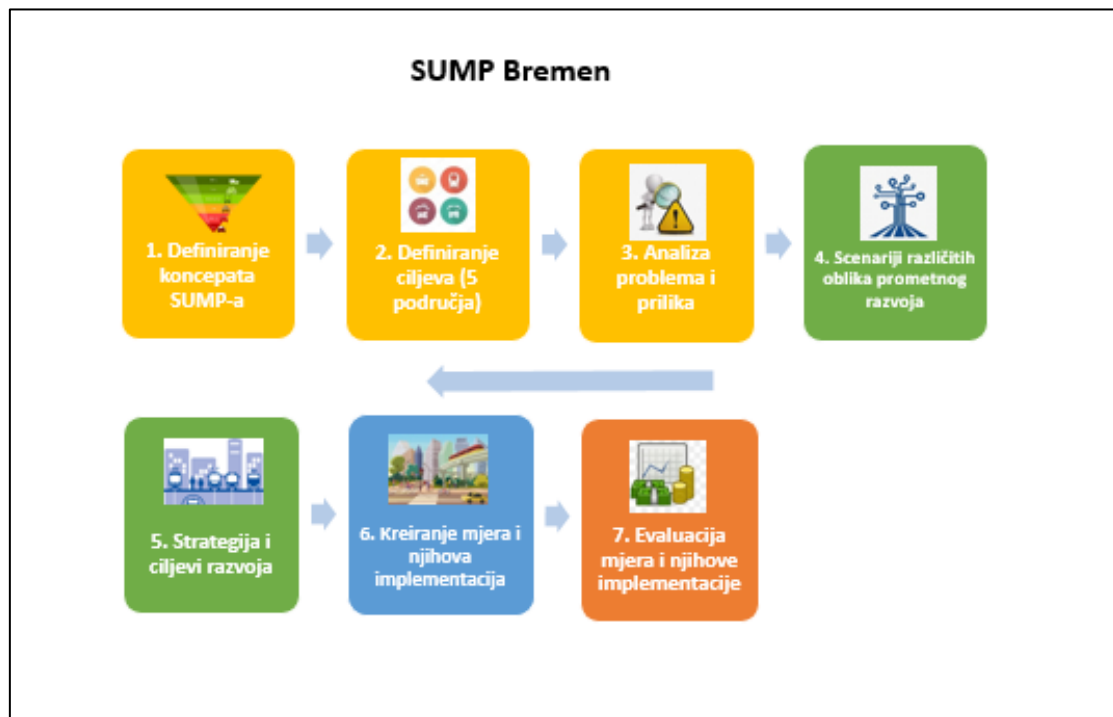 SUMP Bremen
1. Definiranje
koncepata
SUMP-a
2. Definiranje
ciljeva (5
područja)
3. Analiza
problema i
prilika
4. Scenariji različitih
oblika prometnog
razvoja
5. Strategija i
ciljevi razvoja
6. Kreiranje mjera i
njihova
implementacija
7. Evaluacija
mjera i njihove
implementacije